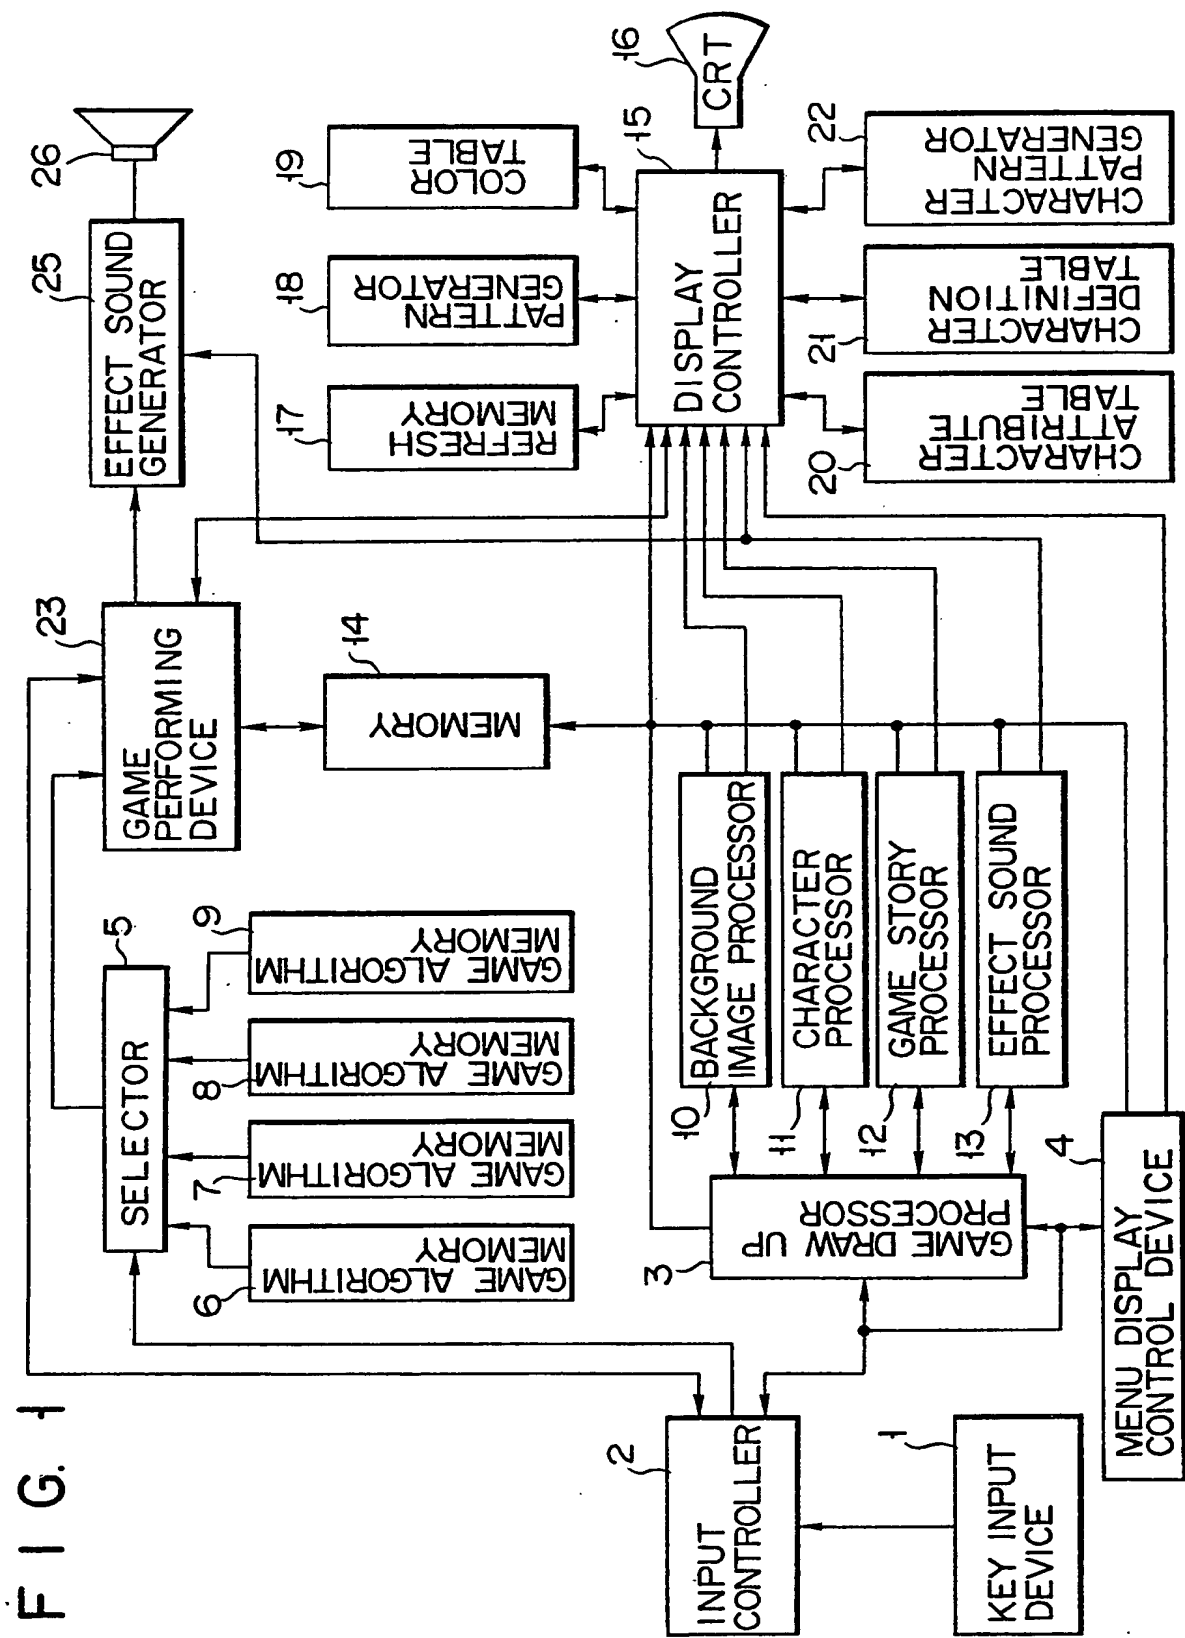 FIG. 1
KEY INPUT
DEVICE
1
INPUT
CONTROLLER
2
GAME DRAW UP
PROCESSOR
3
MENU DISPLAY
CONTROL DEVICE
4
SELECTOR
5
GAME ALGORITHM
MEMORY
6
GAME ALGORITHM
MEMORY
7
GAME ALGORITHM
MEMORY
8
GAME ALGORITHM
MEMORY
9
BACKGROUND
IMAGE PROCESSOR
10
CHARACTER
PROCESSOR
11
GAME STORY
PROCESSOR
12
EFFECT SOUND
PROCESSOR
13
MEMORY
14
DISPLAY
CONTROLLER
15
CRT
16
REFRESH
MEMORY
17
PATTERN
GENERATOR
18
COLOR
TABLE
19
CHARACTER
ATTRIBUTE
TABLE
20
CHARACTER
DEFINITION
TABLE
21
CHARACTER
PATTERN
GENERATOR
22
GAME
PERFORMING
DEVICE
23
EFFECT SOUND
GENERATOR
25
26